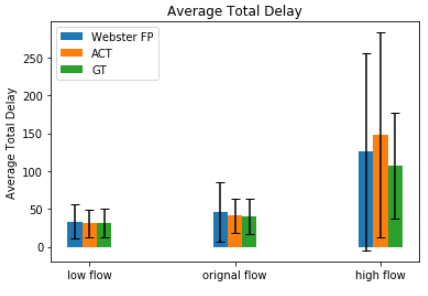 Average Total Delay
Webster FP
ACT
GT
Average Total Delay
250
200
150
100
50
0
low flow
orignal flow
high flow